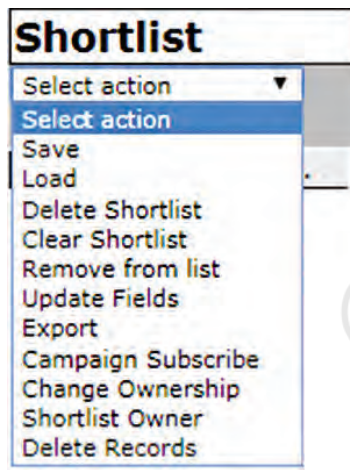 Shortlist
Select action
Select action
Save
Load
Delete Shortlist
Clear Shortlist
Remove from list
Update Fields
Export
Campaign Subscribe
Change Ownership
Shortlist Owner
Delete Records